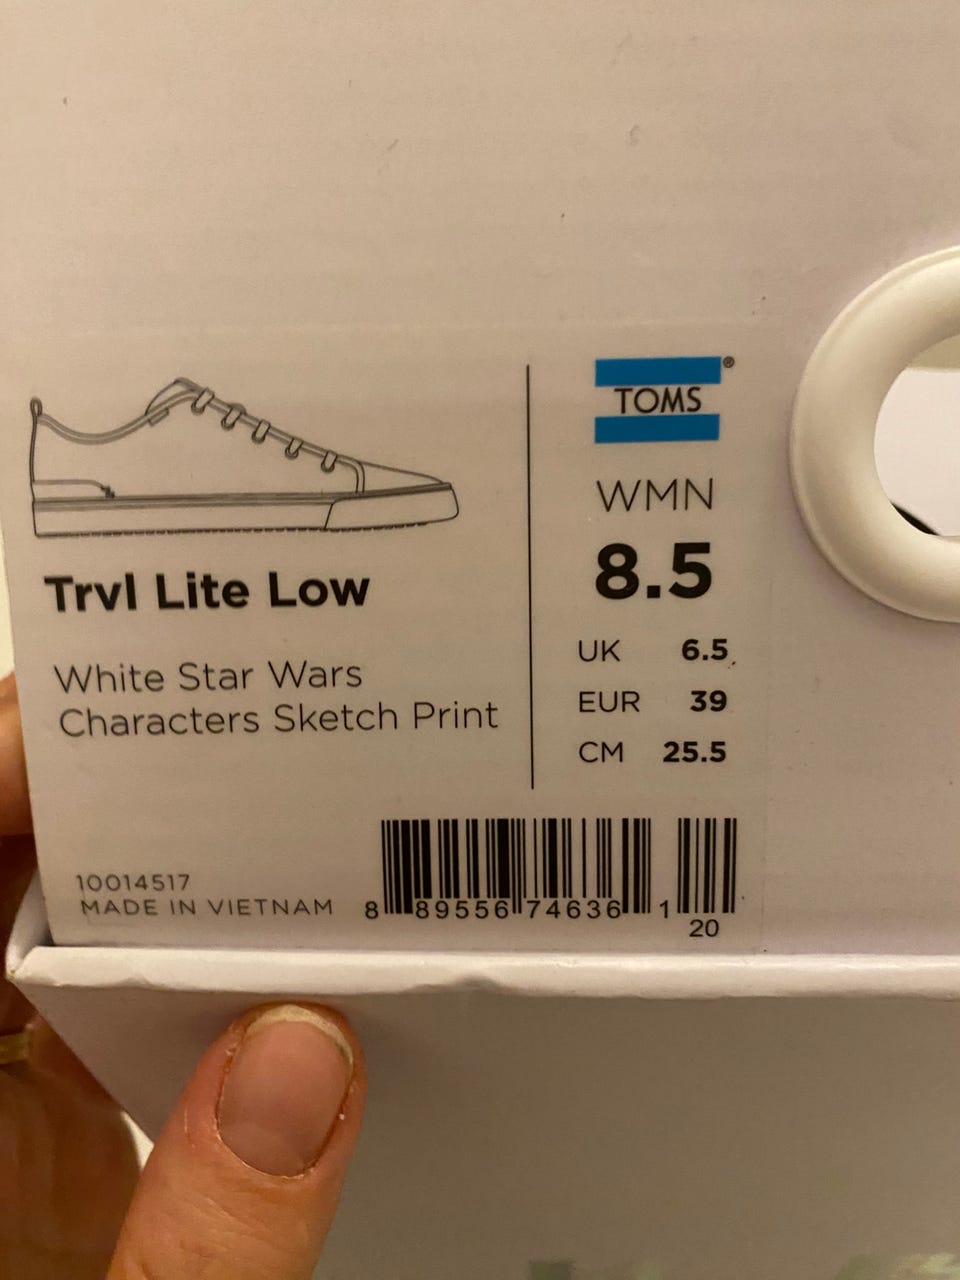 TOMS®
WMN
8.5
UK 6.5
EUR 39
CM 25.5
Trvl Lite Low
White Star Wars
Characters Sketch Print
10014517
MADE IN VIETNAM
8 89556 74636 1
20